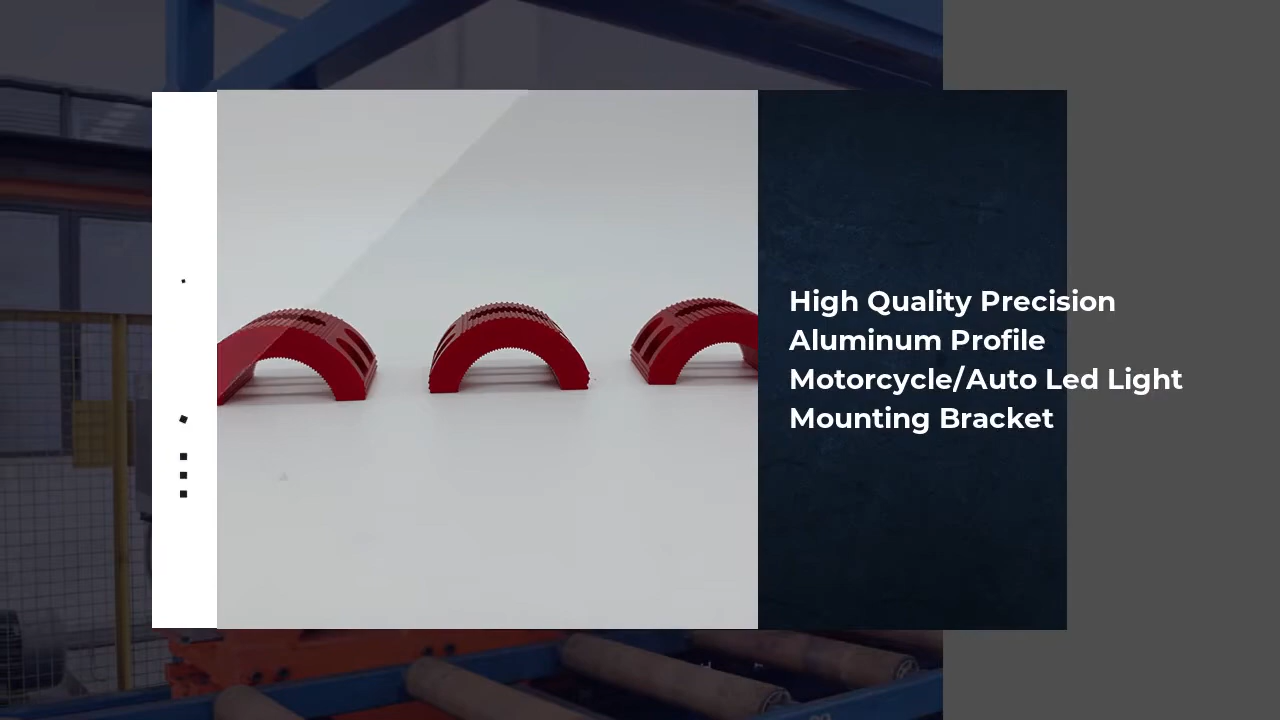 High Quality Precision
Aluminum Profile
Motorcycle/Auto Led Light
Mounting Bracket